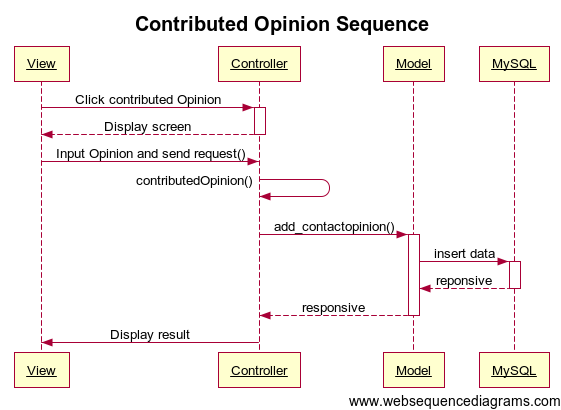 Contributed Opinion Sequence
View Controller Model MySQL
Click contributed Opinion
Display screen
Input Opinion and send request()
contributedOpinion()
add_contactopinion()
insert data
reponsive
responsive
Display result
View Controller Model MySQL
www.websequencediagrams.com